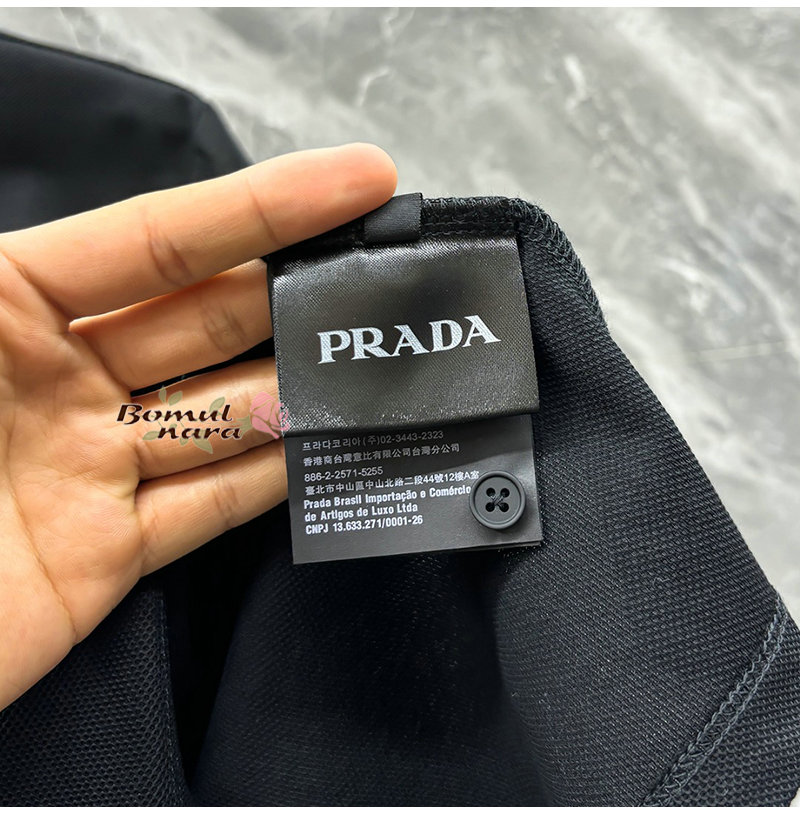 PRADA
Bomul
nara
프라다코리아(주)02-3443-2323
香港商台灣意比有限公司台灣分公司
886-2-2571-5255
臺北市中山區中山北路二段44號12樓A室
Prada Brasil Importação e Comércio
de Artigos de Luxo Ltda
CNPJ 13.633.271/0001-26